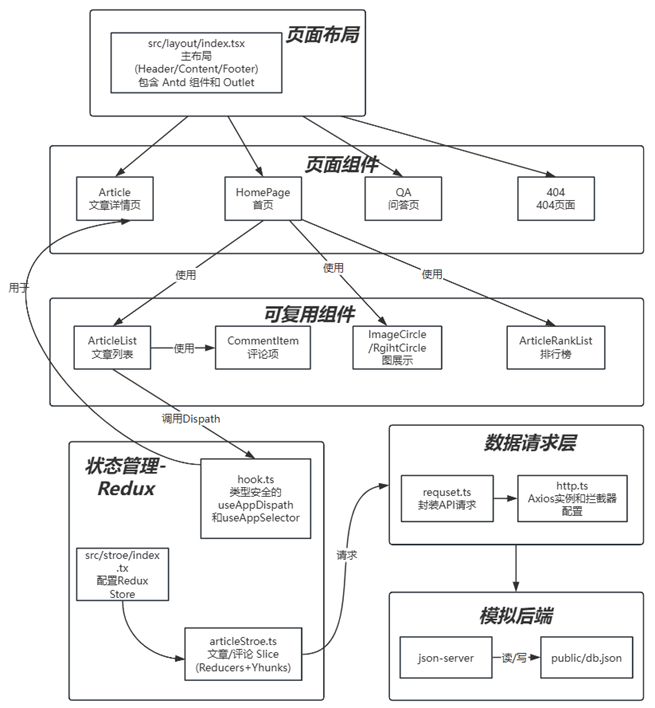 页面布局
src/layout/index.tsx
主布局
(Header/Content/Footer)
包含 Antd 组件和 Outlet
页面组件
Article
文章详情页
HomePage
首页
QA
问答页
404
404页面
用于
使用
使用
使用
可复用组件
ArticleList
文章列表
使用
CommentItem
评论项
ImageCircle
/RgihtCircle
图展示
ArticleRankList
排行榜
调用Dispath
状态管理-
Redux
hook.ts
类型安全的
useAppDispath
和useAppSelector
src/stroe/index
.tx
配置Redux
Store
articleStroe.ts
文章/评论 Slice
(Reducers+Yhunks)
请求
数据请求层
requset.ts
封装API请求
http.ts
Axios实例和拦截器
配置
模拟后端
json-server
读/写
public/db.json